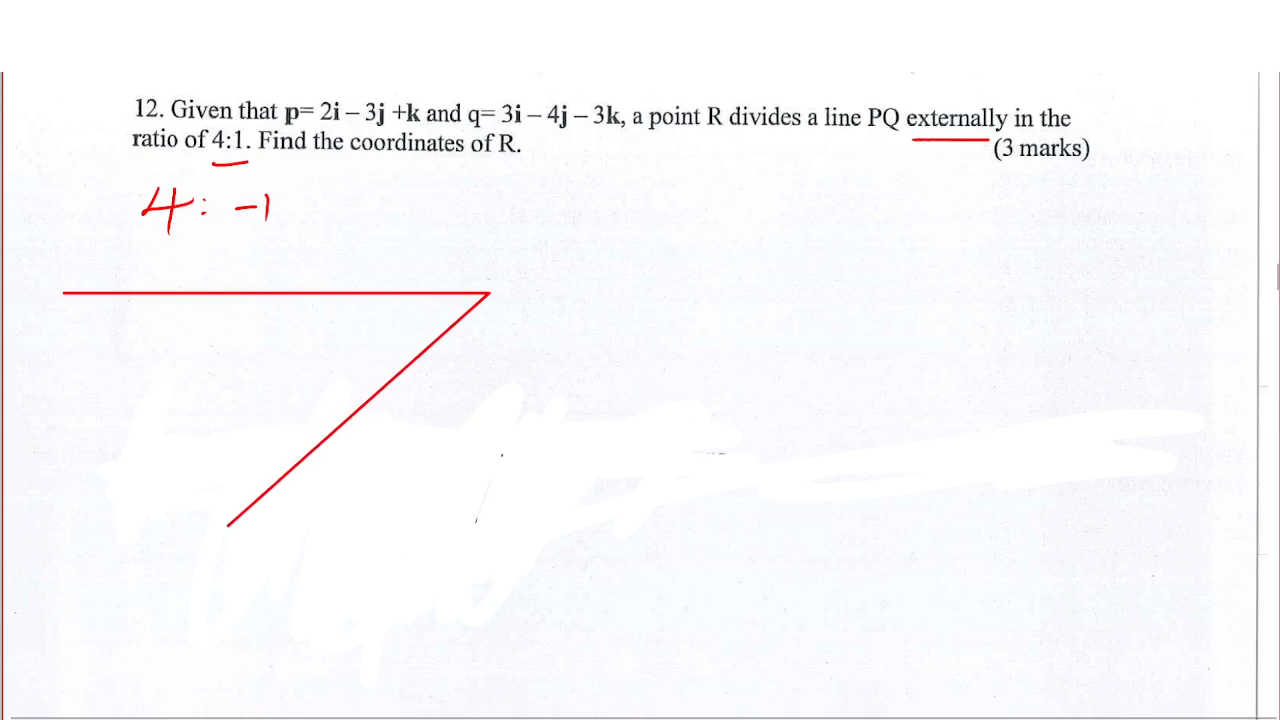 12. Given that p= 2i – 3j +k and q= 3i – 4j – 3k, a point R divides a line PQ externally in the
ratio of 4:1. Find the coordinates of R.
(3 marks)
4: -1